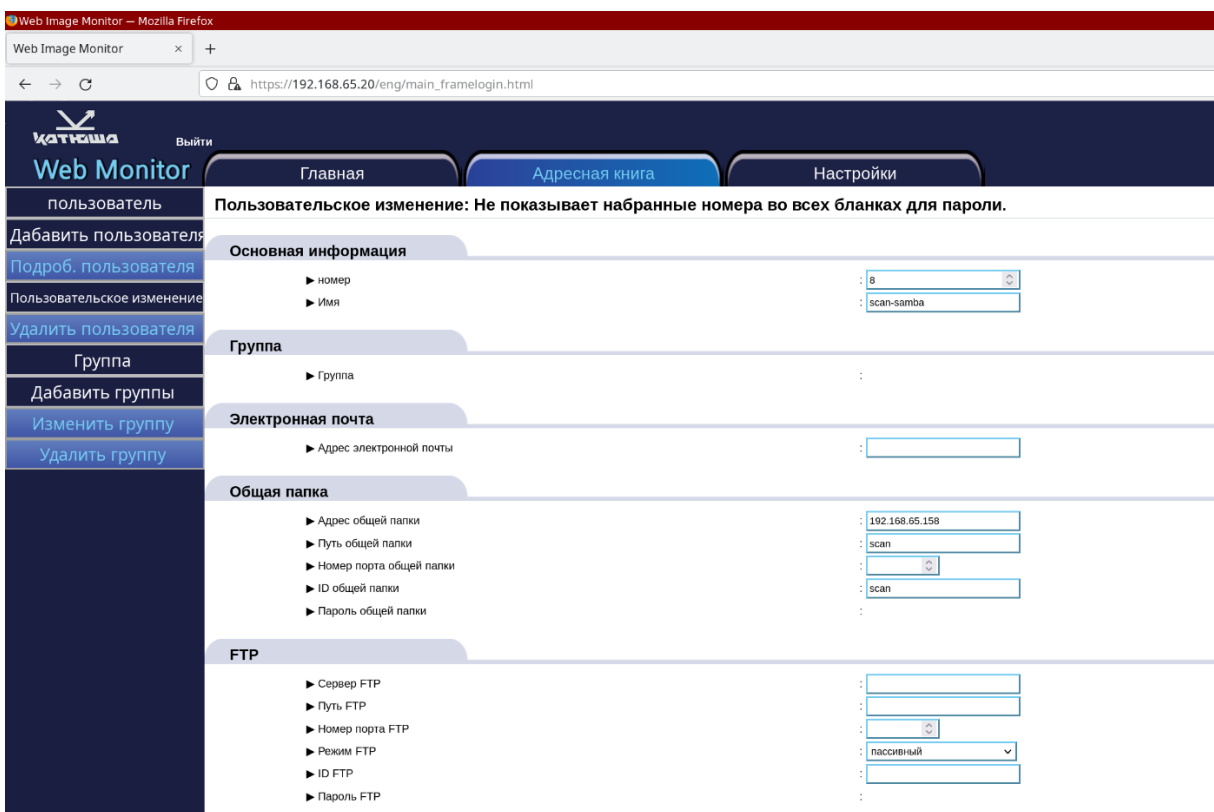 Web Image Monitor — Mozilla Firefox
Web Image Monitor × +
https://192.168.65.20/eng/main_framelogin.html
катюша
Выйти
Web Monitor
Главная Адресная книга Настройки
пользователь
Дабавить пользователя
Подроб. пользователя
Пользовательское изменение
Удалить пользователя
Группа
Дабавить группы
Изменить группу
Удалить группу
Пользовательское изменение: Не показывает набранные номера во всех бланках для пароли.
Основная информация
▶ номер : 8
▶ Имя : scan-samba
Группа
▶ Группа :
Электронная почта
▶ Адрес электронной почты :
Общая папка
▶ Адрес общей папки : 192.168.65.158
▶ Путь общей папки : scan
▶ Номер порта общей папки :
▶ ID общей папки : scan
▶ Пароль общей папки :
FTP
▶ Сервер FTP :
▶ Путь FTP :
▶ Номер порта FTP :
▶ Режим FTP : пассивный
▶ ID FTP :
▶ Пароль FTP :